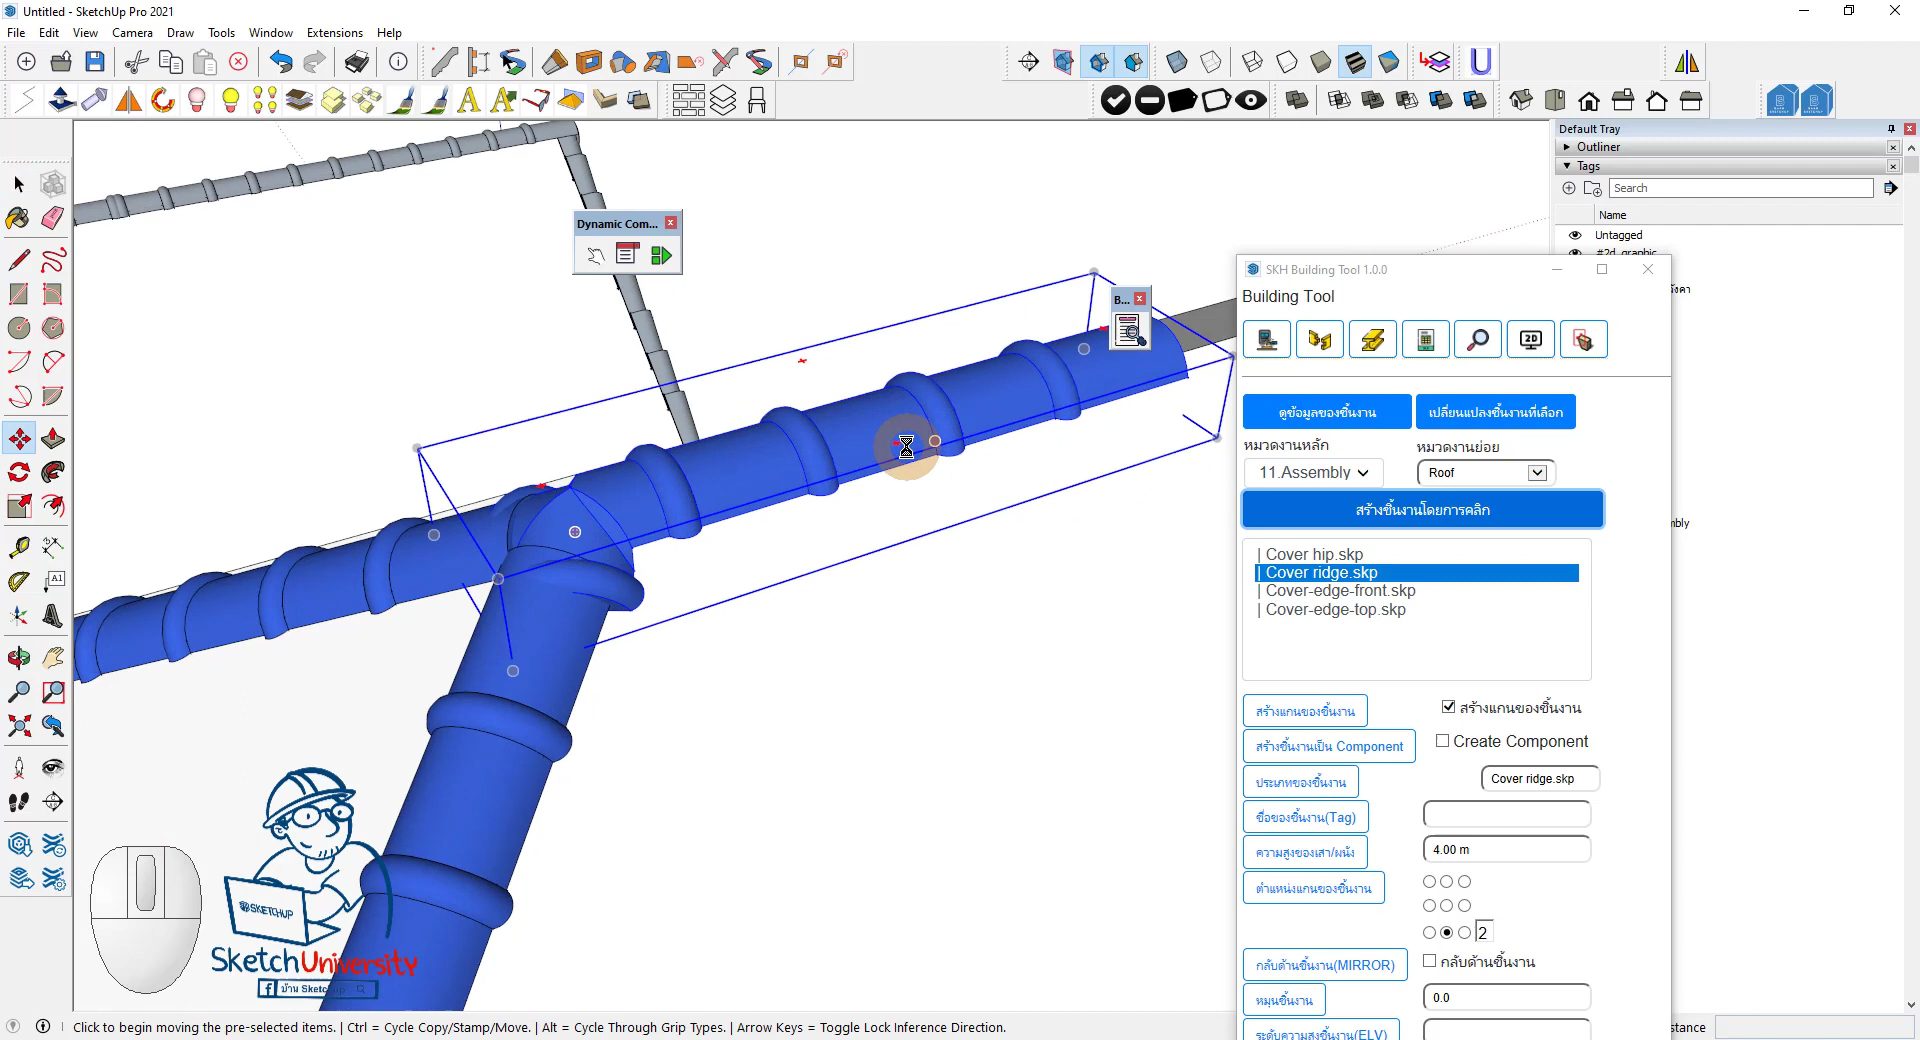 Untitled - SketchUp Pro 2021
File Edit View Camera Draw Tools Window Extensions Help
Default Tray
Outliner
Tags
Search
Name
Untagged
#2d_graphic
Dynamic Com...
B...
SKH Building Tool 1.0.0
Building Tool
2D
ดูข้อมูลของชิ้นงาน
เปลี่ยนแปลงชิ้นงานที่เลือก
หมวดงานหลัก
หมวดงานย่อย
11.Assembly
Roof
สร้างชิ้นงานโดยการคลิก
| Cover hip.skp
| Cover ridge.skp
| Cover-edge-front.skp
| Cover-edge-top.skp
สร้างแกนของชิ้นงาน
สร้างแกนของชิ้นงาน
สร้างชิ้นงานเป็น Component
Create Component
ประเภทของชิ้นงาน
Cover ridge.skp
ชื่อของชิ้นงาน(Tag)
ความสูงของเสา/ผนัง
4.00 m
ตำแหน่งแกนของชิ้นงาน
2
กลับด้านชิ้นงาน(MIRROR)
กลับด้านชิ้นงาน
หมุนชิ้นงาน
0.0
ระดับความสูงชิ้นงาน(ELV)
SKETCHUP
SketchUniversity
f บ้าน Sketchup
Click to begin moving the pre-selected items. | Ctrl = Cycle Copy/Stamp/Move. | Alt = Cycle Through Grip Types. | Arrow Keys = Toggle Lock Inference Direction.
stance